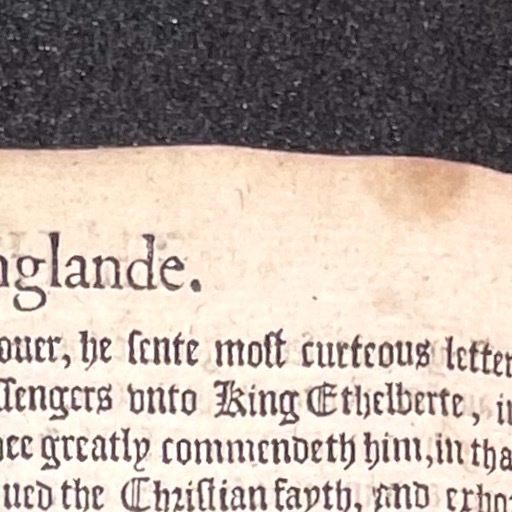 nglande.
ouer, he ſente moſt curteous letter
ſſengers vnto King Ethelberte, i
hee greatly commendeth him, in tha
ued the Chriſtian fayth, and exho